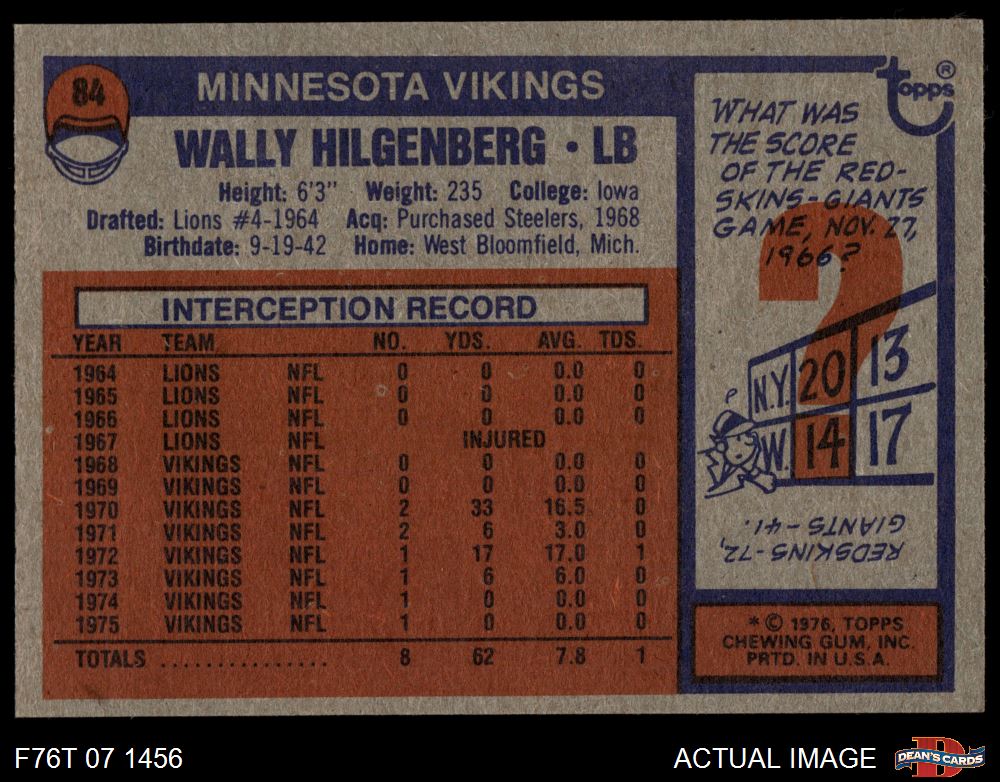 84
MINNESOTA VIKINGS
WALLY HILGENBERG • LB
Height: 6'3" Weight: 235 College: Iowa
Drafted: Lions #4-1964 Acq: Purchased Steelers, 1968
Birthdate: 9-19-42 Home: West Bloomfield, Mich.
INTERCEPTION RECORD
YEAR TEAM NO. YDS. AVG. TDS.
1964 LIONS NFL 0 0 0.0 0
1965 LIONS NFL 0 0 0.0 0
1966 LIONS NFL 0 0 0.0 0
1967 LIONS NFL INJURED
1968 VIKINGS NFL 0 0 0.0 0
1969 VIKINGS NFL 0 0 0.0 0
1970 VIKINGS NFL 2 33 16.5 0
1971 VIKINGS NFL 2 6 3.0 0
1972 VIKINGS NFL 1 17 17.0 1
1973 VIKINGS NFL 1 6 6.0 0
1974 VIKINGS NFL 1 0 0.0 0
1975 VIKINGS NFL 1 0 0.0 0
TOTALS ................ 8 62 7.8 1
topps®
WHAT WAS
THE SCORE
OF THE RED-
SKINS-GIANTS
GAME, NOV. 27,
1966?
?
N.Y. 20 13
W. 14 17
REDSKINS-72,
GIANTS-41.
* © 1976, TOPPS
CHEWING GUM, INC.
PRTD. IN U.S.A.
F76T 07 1456
ACTUAL IMAGE
D
DEAN'S CARDS